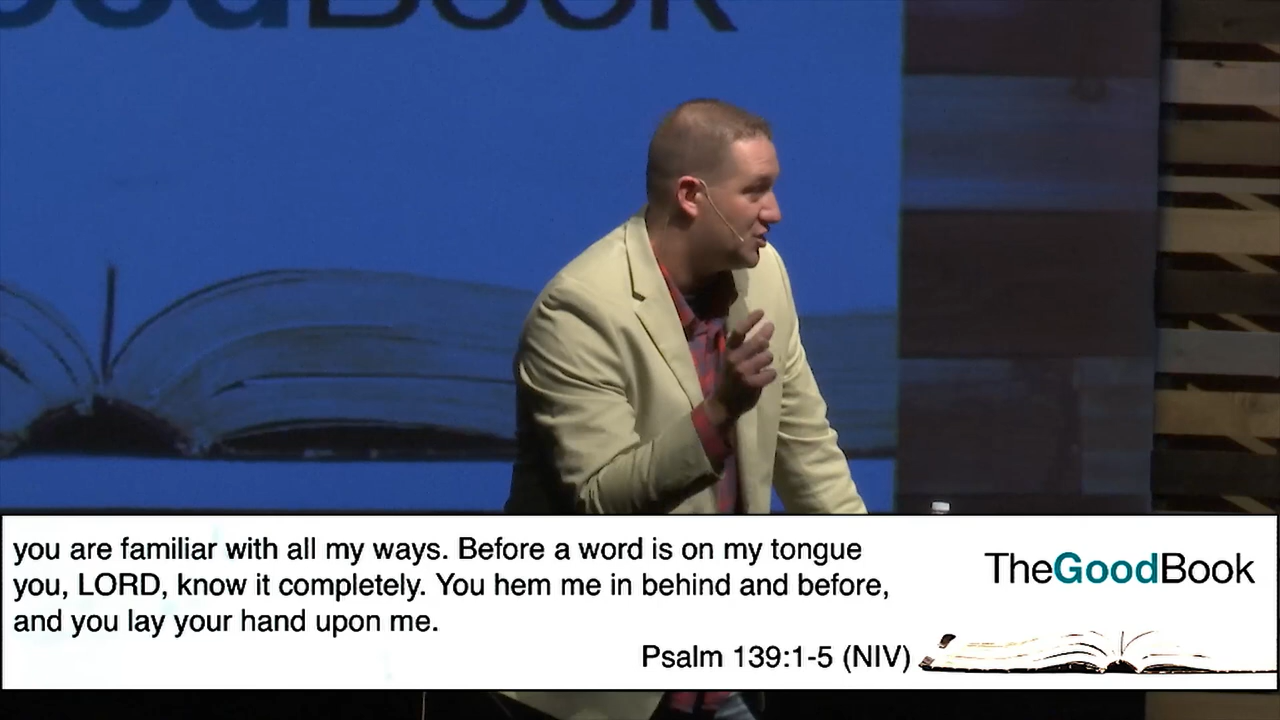 you are familiar with all my ways. Before a word is on my tongue
you, LORD, know it completely. You hem me in behind and before,
and you lay your hand upon me.
Psalm 139:1-5 (NIV)
TheGoodBook